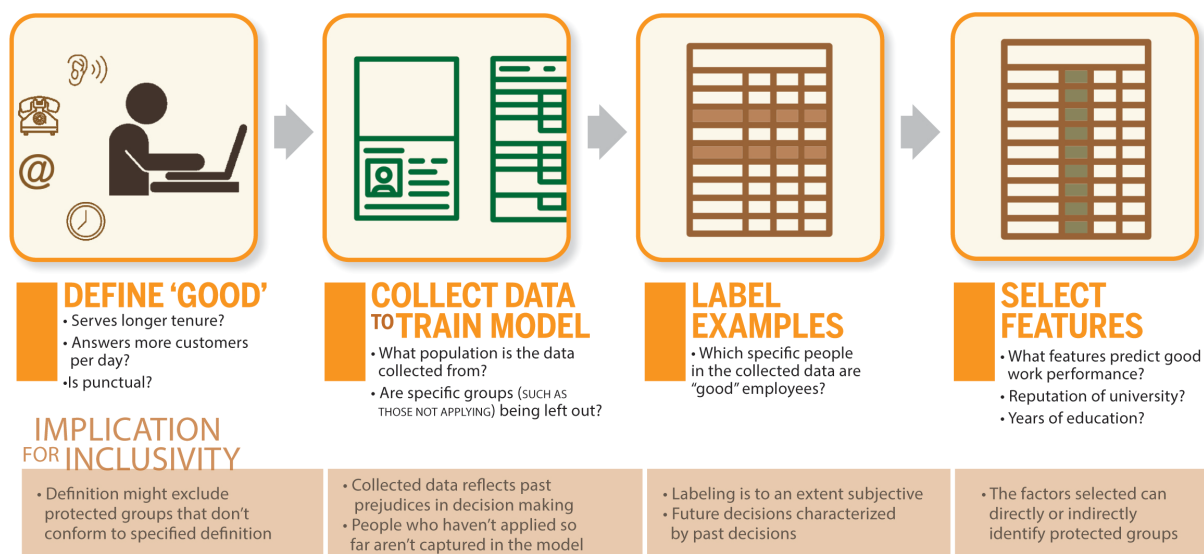 @
DEFINE ‘GOOD’
• Serves longer tenure?
• Answers more customers
per day?
•Is punctual?
COLLECT DATA
TO TRAIN MODEL
• What population is the data
collected from?
• Are specific groups (SUCH AS
THOSE NOT APPLYING) being left out?
LABEL
EXAMPLES
• Which specific people
in the collected data are
“good” employees?
SELECT
FEATURES
• What features predict good
work performance?
• Reputation of university?
• Years of education?
IMPLICATION
FOR INCLUSIVITY
• Definition might exclude
protected groups that don’t
conform to specified definition
• Collected data reflects past
prejudices in decision making
• People who haven’t applied so
far aren’t captured in the model
• Labeling is to an extent subjective
• Future decisions characterized
by past decisions
• The factors selected can
directly or indirectly
identify protected groups